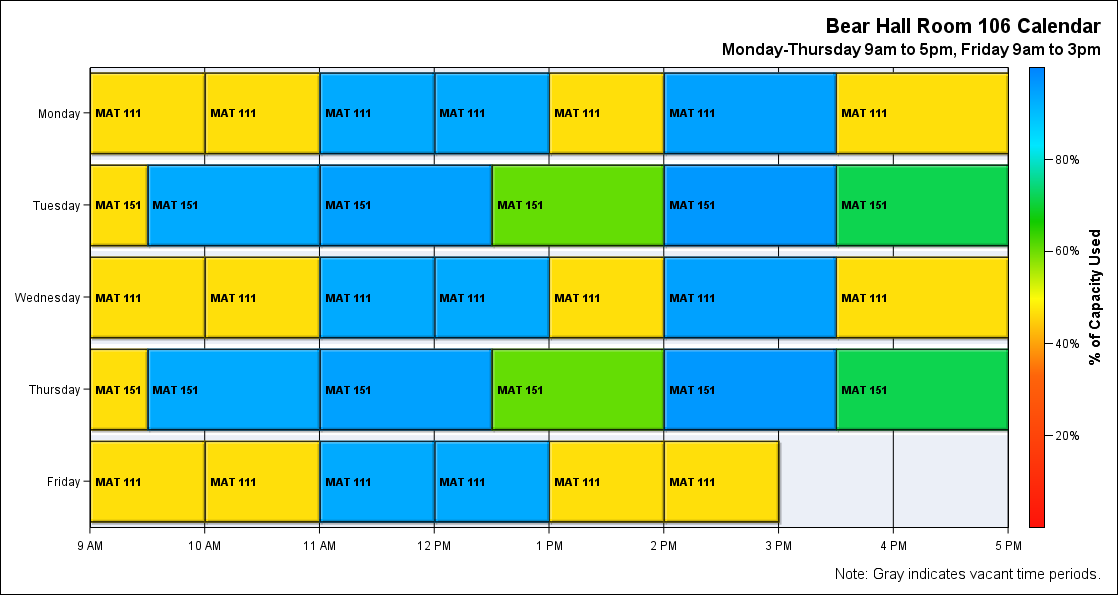 Bear Hall Room 106 Calendar
Monday-Thursday 9am to 5pm, Friday 9am to 3pm
Monday MAT 111 MAT 111 MAT 111 MAT 111 MAT 111 MAT 111 MAT 111
Tuesday MAT 151 MAT 151 MAT 151 MAT 151 MAT 151 MAT 151
Wednesday MAT 111 MAT 111 MAT 111 MAT 111 MAT 111 MAT 111 MAT 111
Thursday MAT 151 MAT 151 MAT 151 MAT 151 MAT 151 MAT 151
Friday MAT 111 MAT 111 MAT 111 MAT 111 MAT 111 MAT 111
9 AM 10 AM 11 AM 12 PM 1 PM 2 PM 3 PM 4 PM 5 PM
80%
60%
40%
20%
% of Capacity Used
Note: Gray indicates vacant time periods.